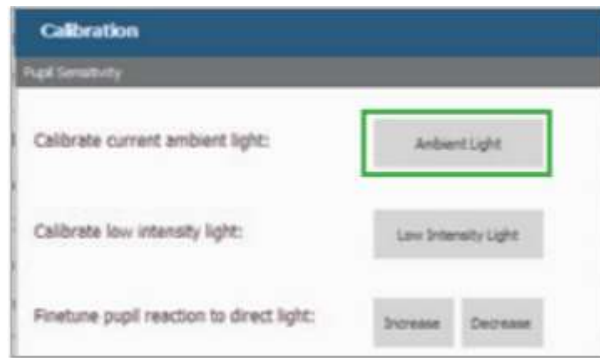 Calibration
Pupil Sensitivity
Calibrate current ambient light: Ambient Light
Calibrate low intensity light: Low Intensity Light
Finetune pupil reaction to direct light: Increase Decrease